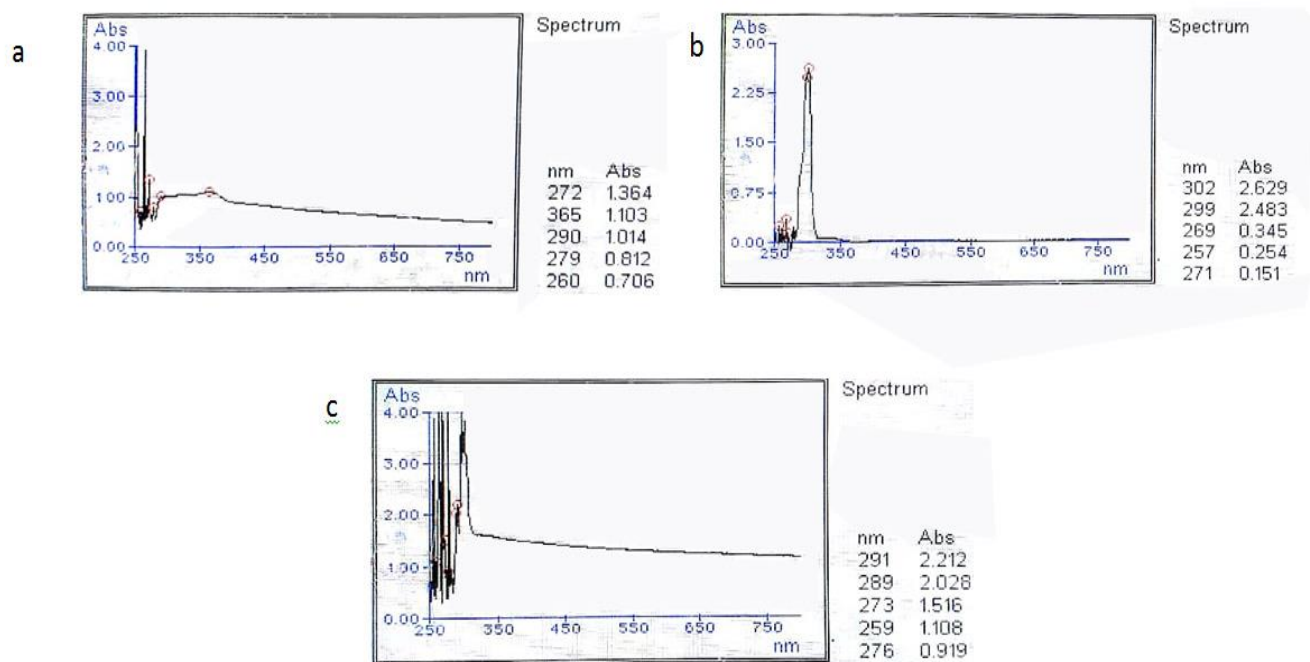 a
Abs
4.00
3.00
2.00
1.00
0.00
250 350 450 550 650 750
nm
Spectrum
nm Abs
272 1.364
365 1.103
290 1.014
279 0.812
260 0.706
b
Abs
3.00
2.25
1.50
0.75
0.00
250 350 450 550 650 750
nm
Spectrum
nm Abs
302 2.629
299 2.483
269 0.345
257 0.254
271 0.151
c
Abs
4.00
3.00
2.00
1.00
0.00
250 350 450 550 650 750
nm
Spectrum
nm Abs
291 2.212
289 2.028
273 1.516
259 1.108
276 0.919